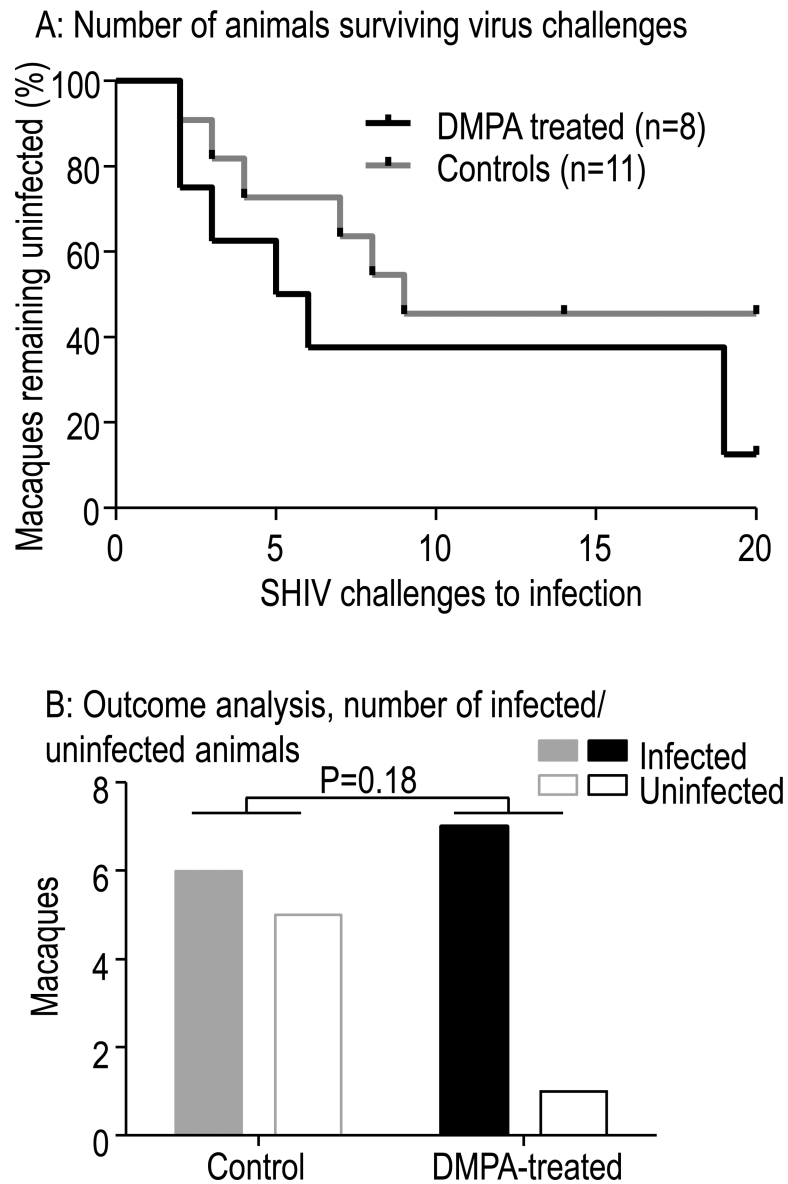 A: Number of animals surviving virus challenges
Macaques remaining uninfected (%)
100
80
60
40
20
0
DMPA treated (n=8)
Controls (n=11)
0 5 10 15 20
SHIV challenges to infection
B: Outcome analysis, number of infected/
uninfected animals
Infected
Uninfected
P=0.18
Macaques
8
6
4
2
0
Control DMPA-treated